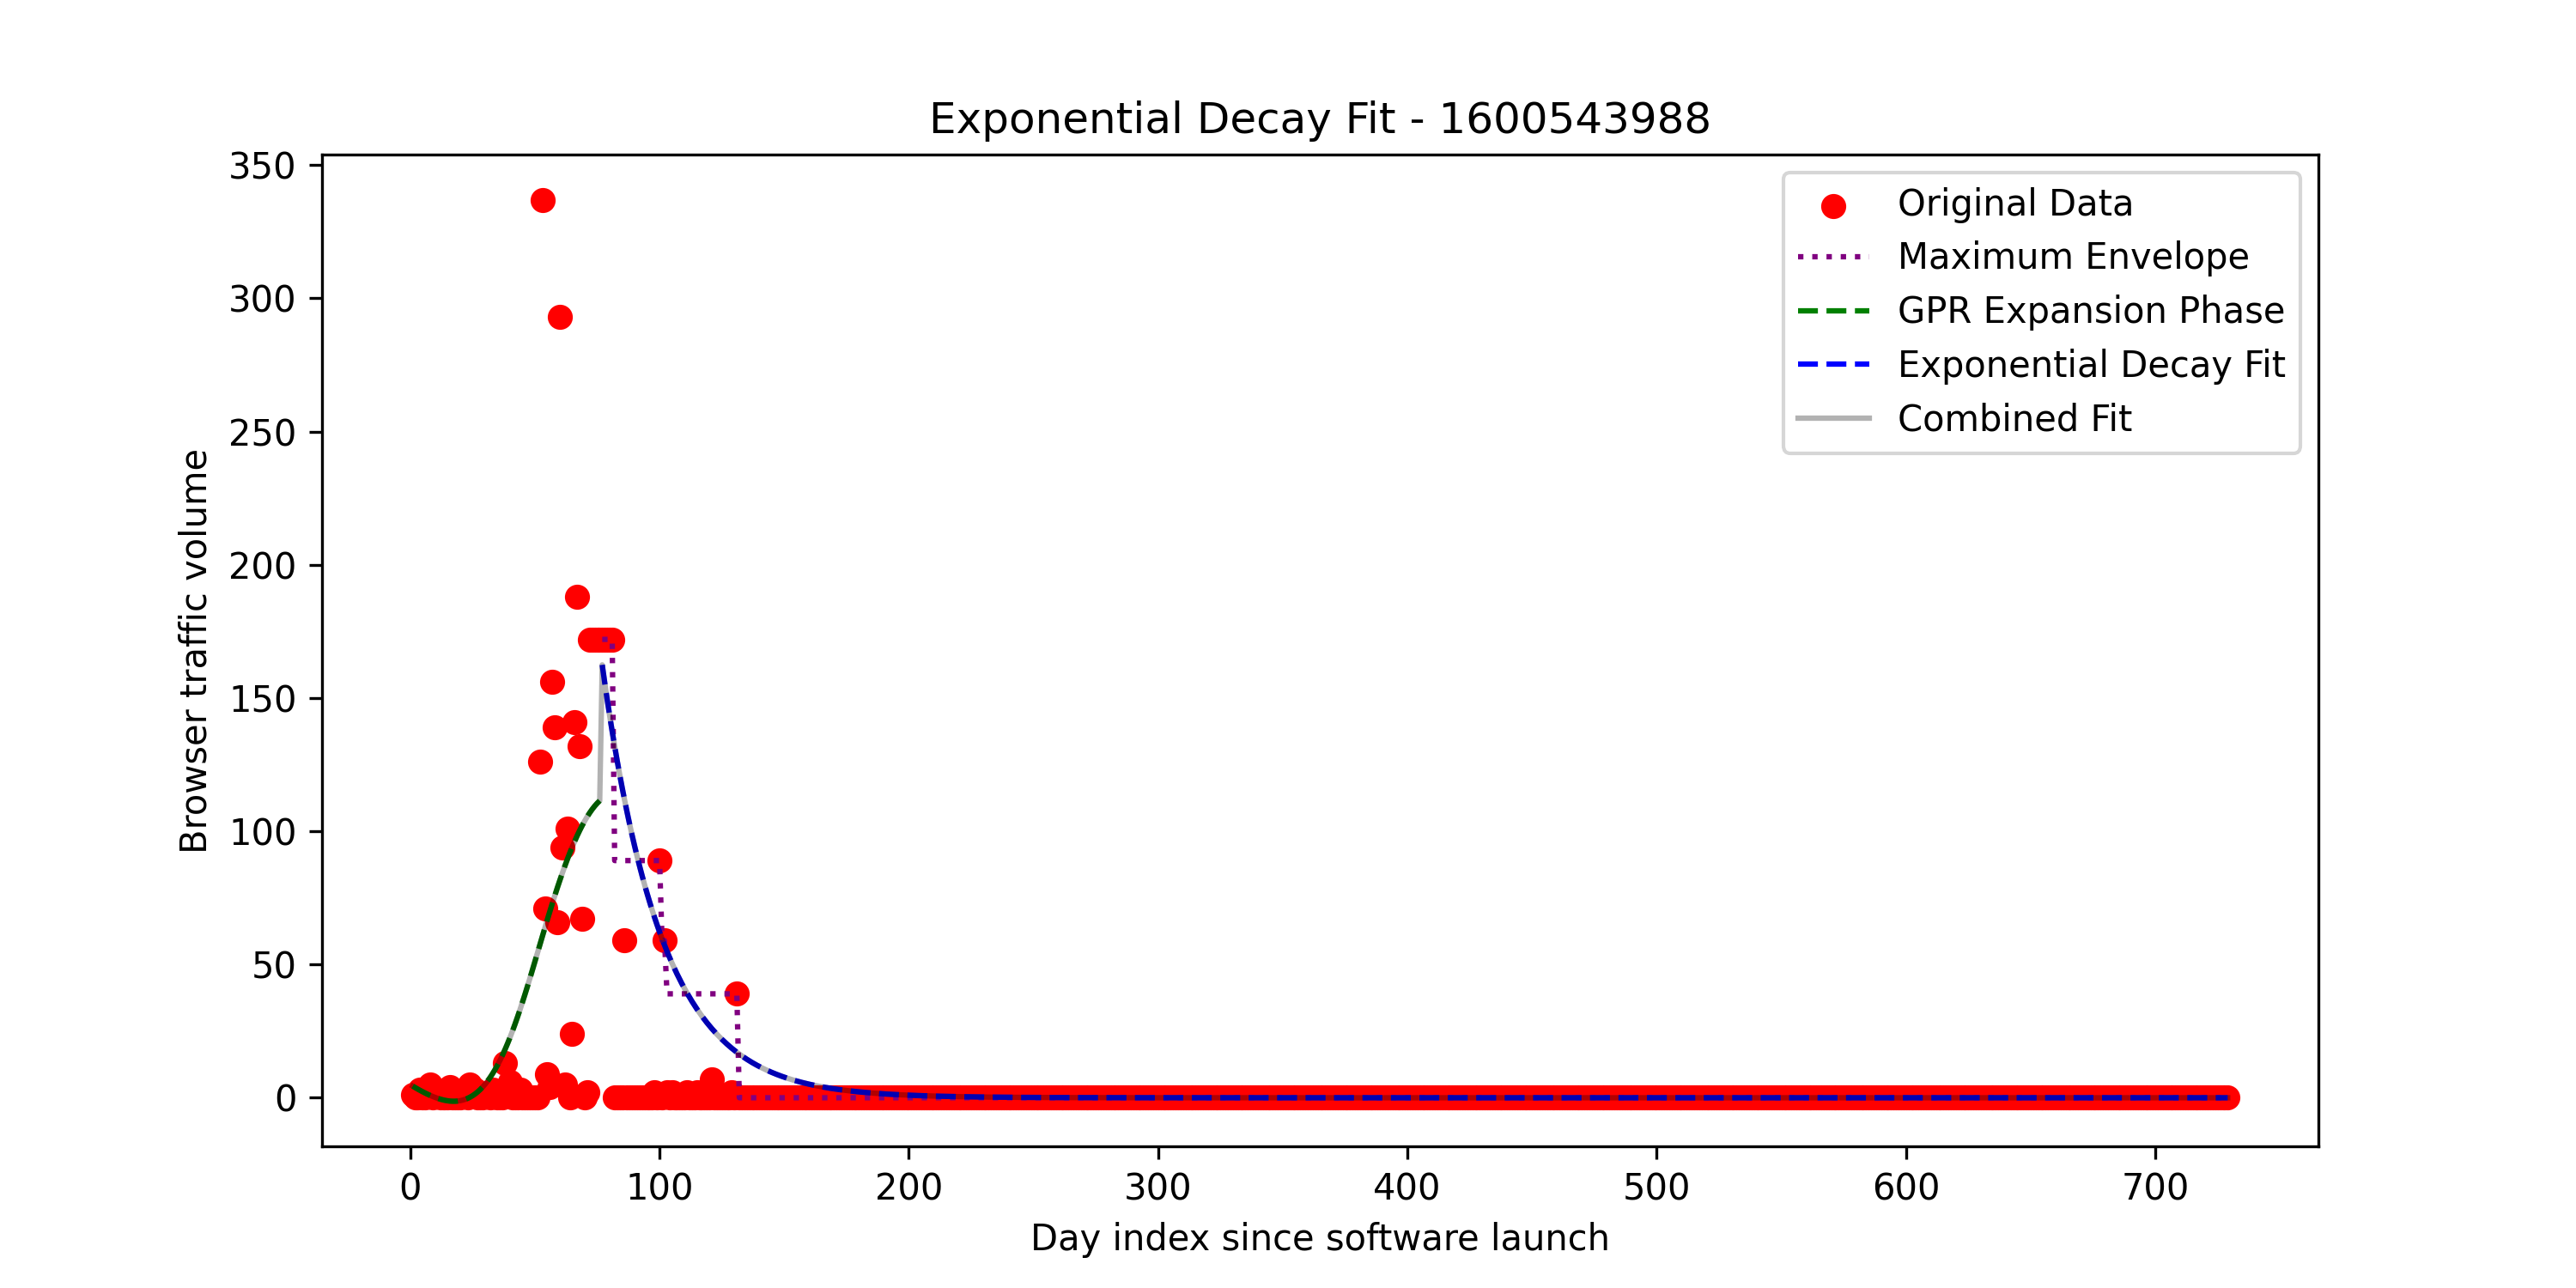 Exponential Decay Fit - 1600543988
350
300
250
200
150
100
50
0
Browser traffic volume
Original Data
Maximum Envelope
GPR Expansion Phase
Exponential Decay Fit
Combined Fit
0 100 200 300 400 500 600 700
Day index since software launch